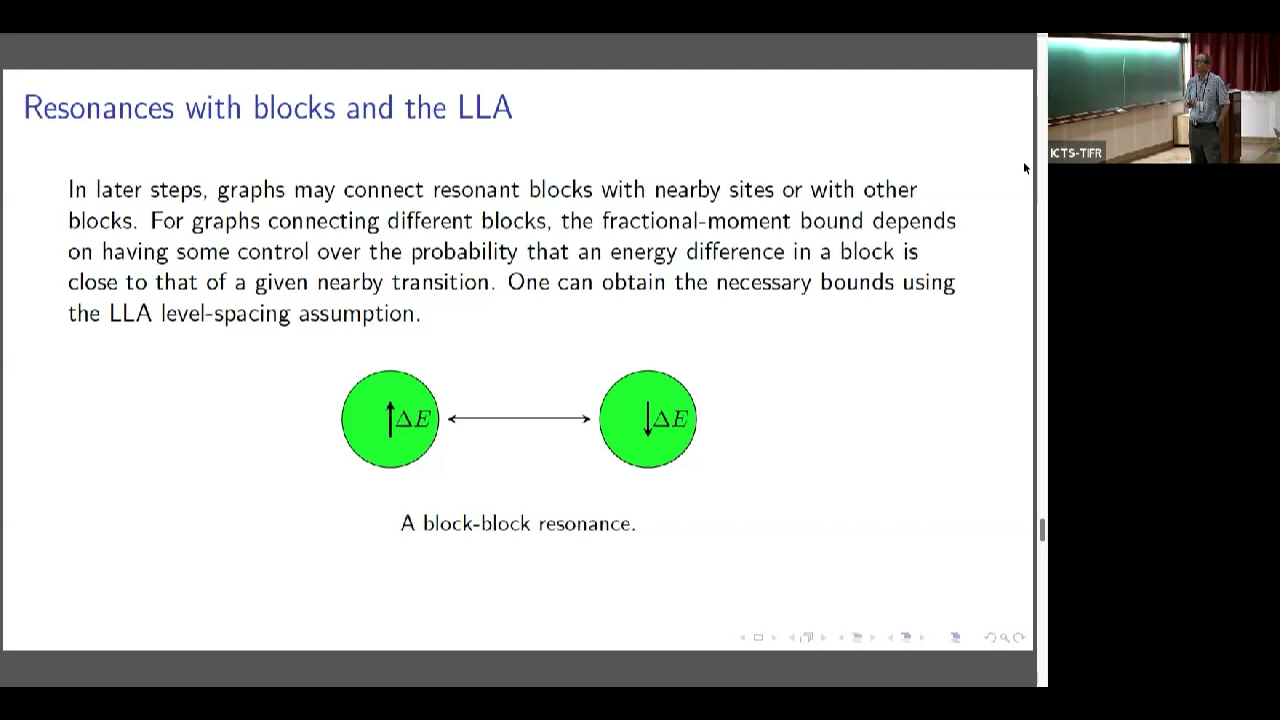 Resonances with blocks and the LLA
In later steps, graphs may connect resonant blocks with nearby sites or with other
blocks. For graphs connecting different blocks, the fractional-moment bound depends
on having some control over the probability that an energy difference in a block is
close to that of a given nearby transition. One can obtain the necessary bounds using
the LLA level-spacing assumption.
↑ΔE
↓ΔE
A block-block resonance.
ICTS-TIFR